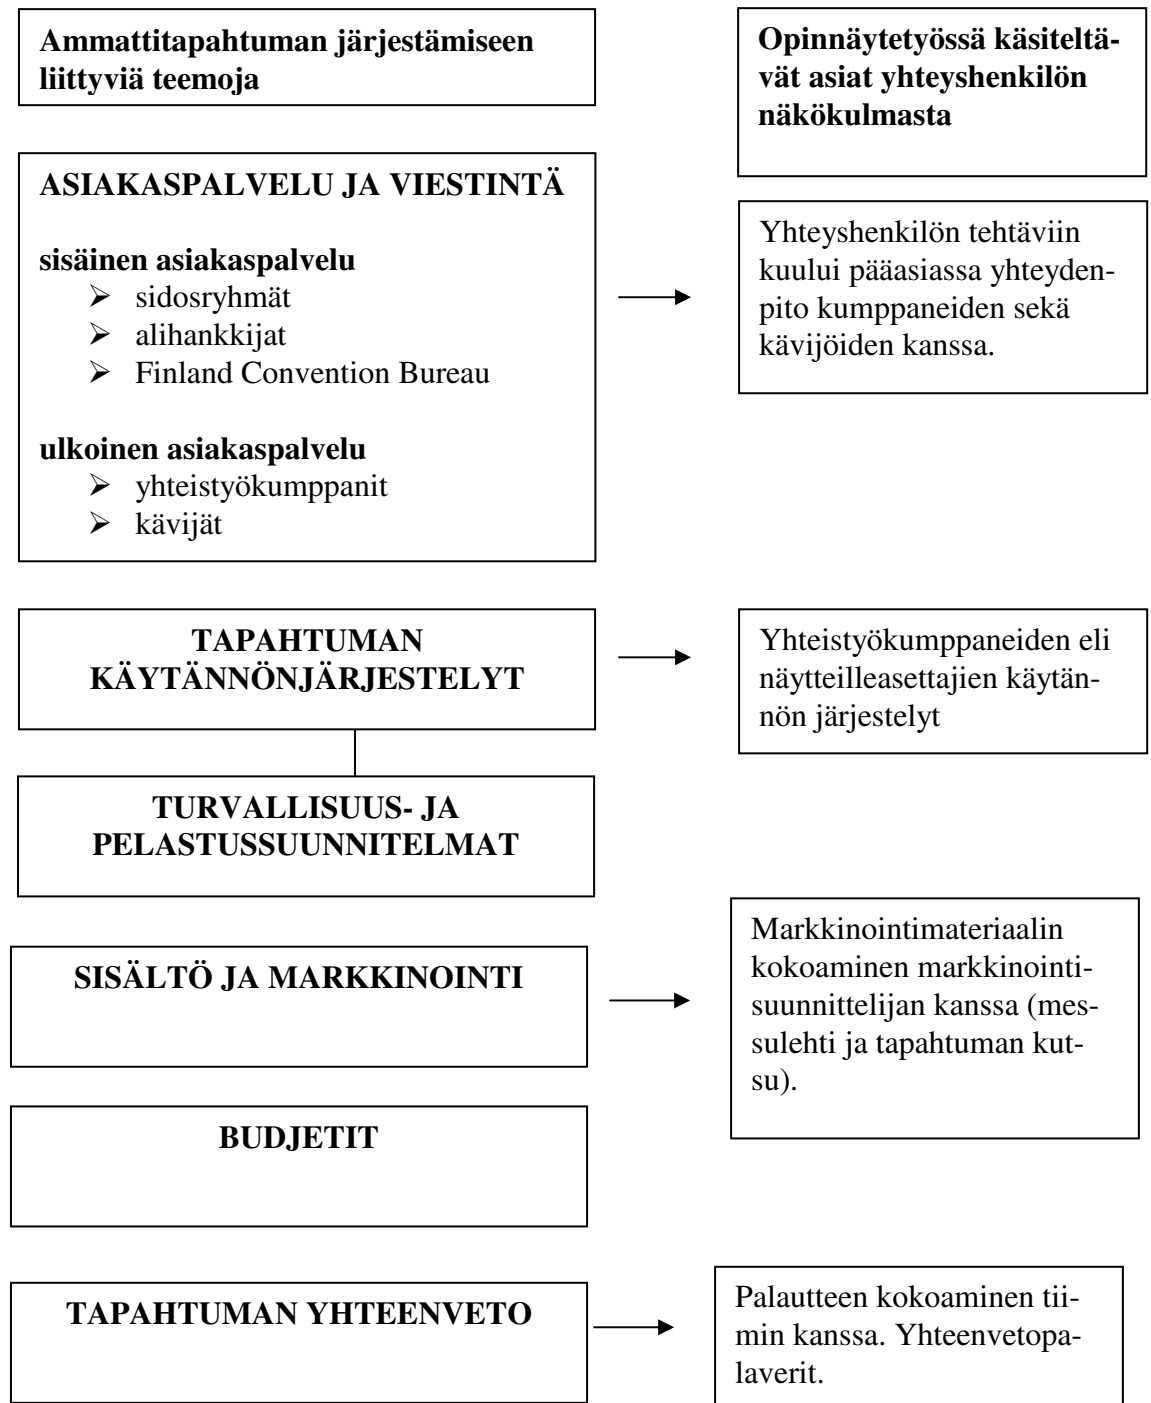 Ammattitapahtuman järjestämiseen
liittyviä teemoja
Opinnäytetyössä käsiteltä-
vät asiat yhteyshenkilön
näkökulmasta
ASIAKASPALVELU JA VIESTINTÄ
sisäinen asiakaspalvelu
➢ sidosryhmät
➢ alihankkijat
➢ Finland Convention Bureau
ulkoinen asiakaspalvelu
➢ yhteistyökumppanit
➢ kävijät
Yhteyshenkilön tehtäviin
kuului pääasiassa yhteyden-
pito kumppaneiden sekä
kävijöiden kanssa.
TAPAHTUMAN
KÄYTÄNNÖNJÄRJESTELYT
Yhteistyökumppaneiden eli
näytteilleasettajien käytän-
nön järjestelyt
TURVALLISUUS- JA
PELASTUSSUUNNITELMAT
SISÄLTÖ JA MARKKINOINTI
Markkinointimateriaalin
kokoaminen markkinointi-
suunnittelijan kanssa (mes-
sulehti ja tapahtuman kut-
su).
BUDJETIT
TAPAHTUMAN YHTEENVETO
Palautteen kokoaminen tii-
min kanssa. Yhteenvetopa-
laverit.